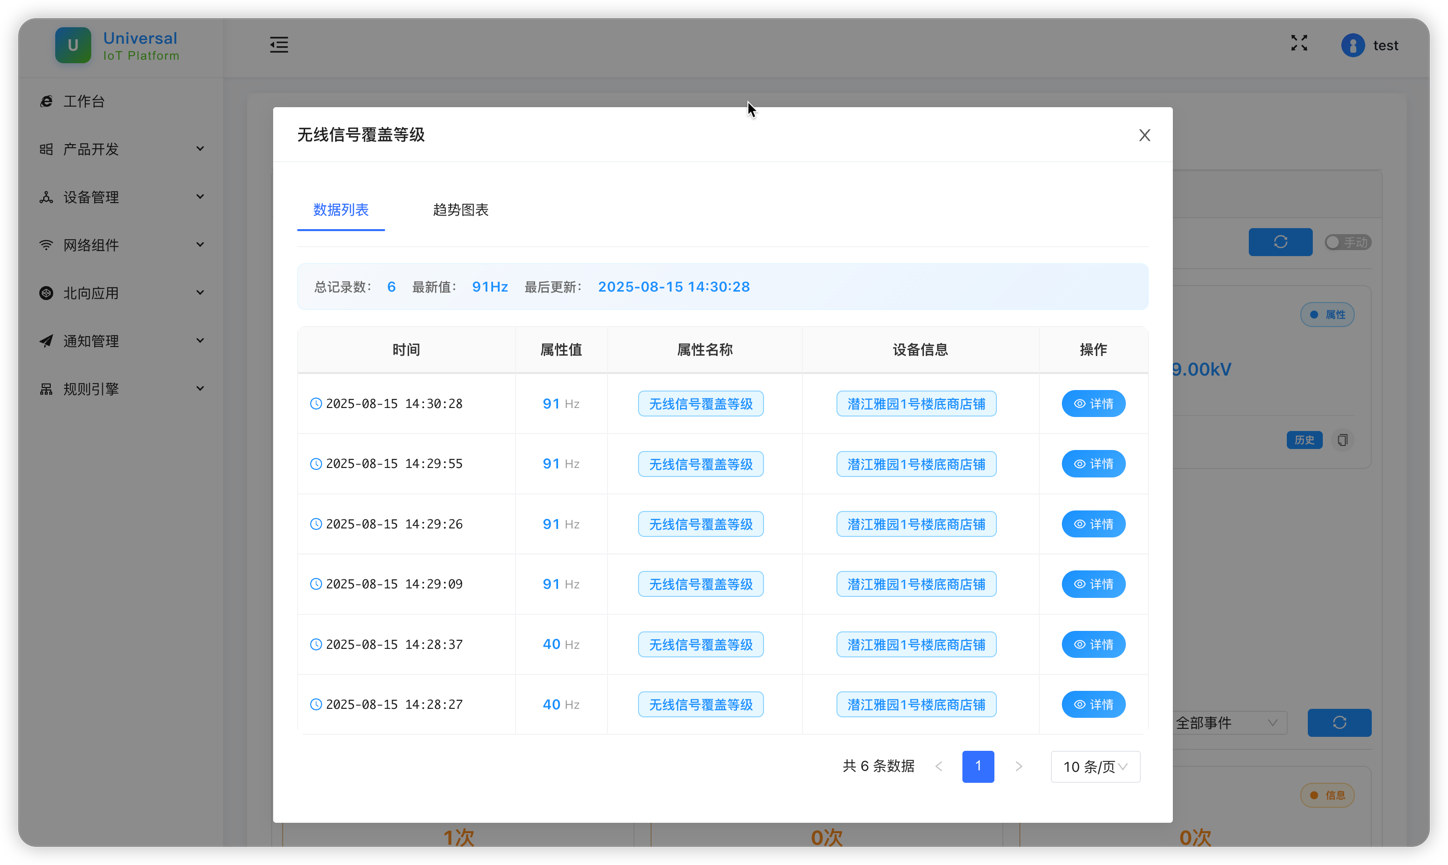 U
Universal
IoT Platform
test
工作台
产品开发
设备管理
网络组件
北向应用
通知管理
规则引擎
无线信号覆盖等级
数据列表 趋势图表
手动
总记录数： 6 最新值： 91Hz 最后更新： 2025-08-15 14:30:28
属性
时间 属性值 属性名称 设备信息 操作
9.00kV
2025-08-15 14:30:28 91 Hz 无线信号覆盖等级 潜江雅园1号楼底商店铺 详情
历史
2025-08-15 14:29:55 91 Hz 无线信号覆盖等级 潜江雅园1号楼底商店铺 详情
2025-08-15 14:29:26 91 Hz 无线信号覆盖等级 潜江雅园1号楼底商店铺 详情
2025-08-15 14:29:09 91 Hz 无线信号覆盖等级 潜江雅园1号楼底商店铺 详情
2025-08-15 14:28:37 40 Hz 无线信号覆盖等级 潜江雅园1号楼底商店铺 详情
2025-08-15 14:28:27 40 Hz 无线信号覆盖等级 潜江雅园1号楼底商店铺 详情
全部事件
共 6 条数据 1 10 条/页
信息
1次 0次 0次